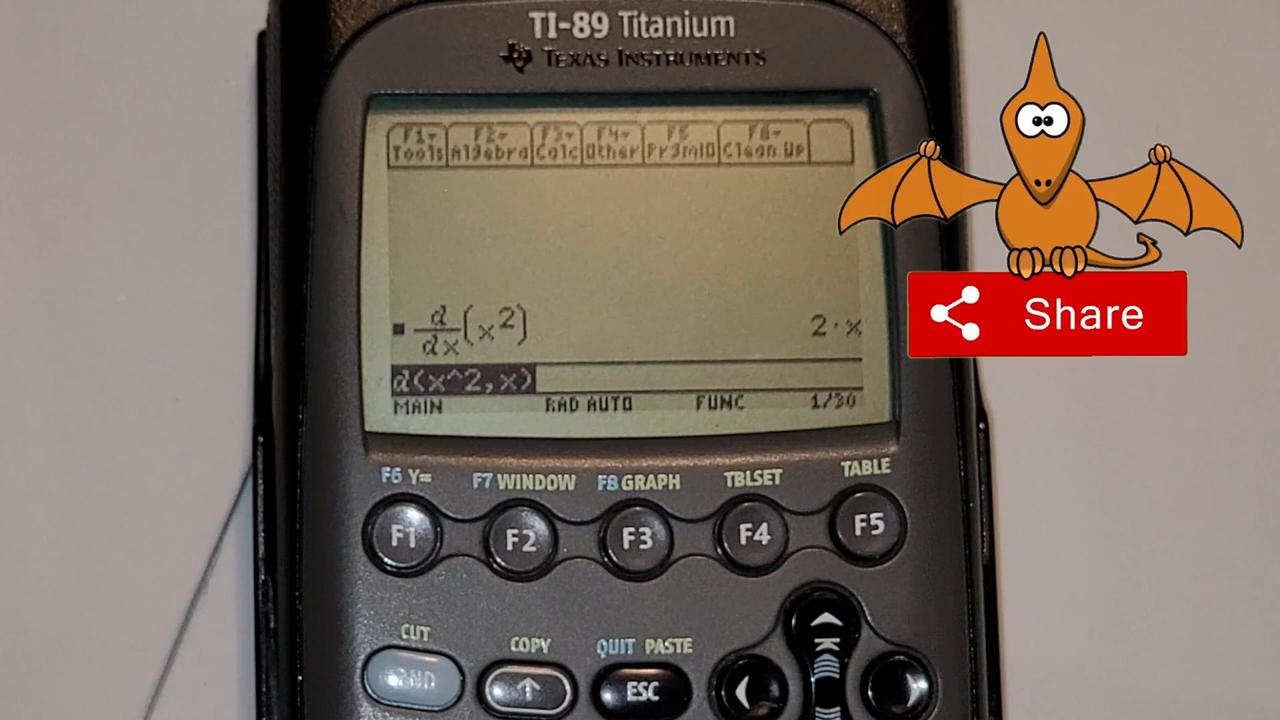 TI-89 Titanium
TEXAS INSTRUMENTS
F1 F2 F3 F4 F5 F6
Tools Algebra Calc Other PrgmIO Clean Up
d/dx(x^2) 2·x
d(x^2,x)
MAIN RAD AUTO FUNC 1/30
Share
F6 Y= F7 WINDOW F8 GRAPH TBLSET TABLE
F1 F2 F3 F4 F5
CUT COPY QUIT PASTE
2ND ↑ ESC